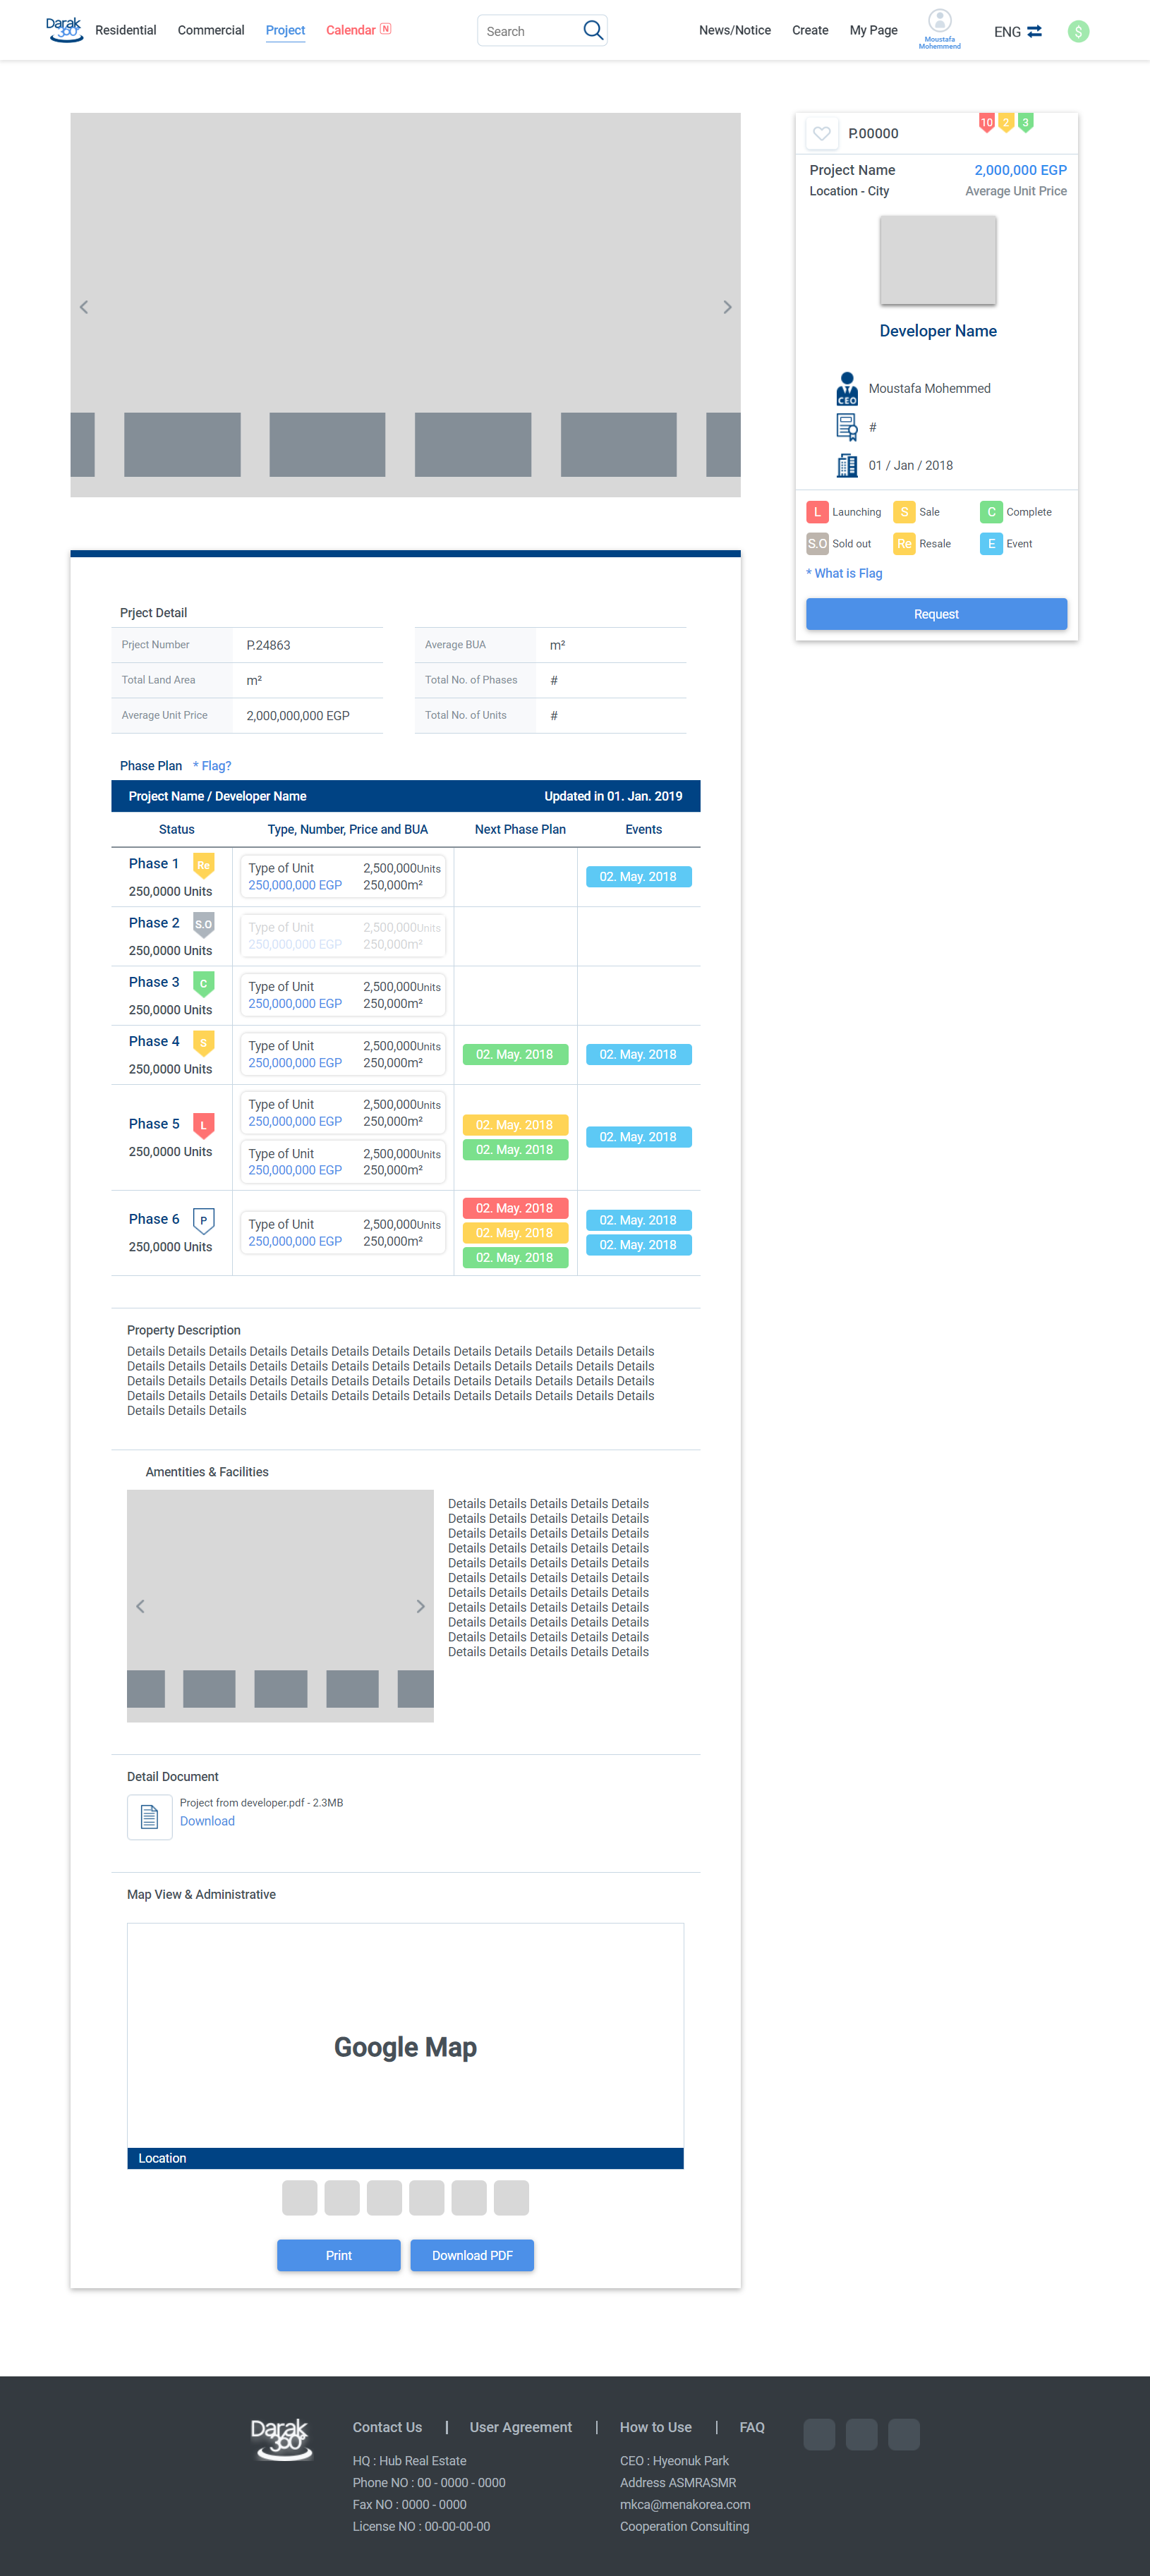 Darak 360° Residential Commercial Project Calendar N Search News/Notice Create My Page Moustafa Mohemmend ENG $
P.00000 10 2 3
Project Name 2,000,000 EGP
Location - City Average Unit Price
Developer Name
CEO Moustafa Mohemmed
#
01 / Jan / 2018
L Launching S Sale C Complete
S.O Sold out Re Resale E Event
* What is Flag
Request
Prject Detail
Prject Number P.24863 Average BUA m²
Total Land Area m² Total No. of Phases #
Average Unit Price 2,000,000,000 EGP Total No. of Units #
Phase Plan * Flag?
Project Name / Developer Name Updated in 01. Jan. 2019
Status Type, Number, Price and BUA Next Phase Plan Events
Phase 1 Re
250,0000 Units
Type of Unit 2,500,000Units
250,000,000 EGP 250,000m²
02. May. 2018
Phase 2 S.O
250,0000 Units
Type of Unit 2,500,000Units
250,000,000 EGP 250,000m²
Phase 3 C
250,0000 Units
Type of Unit 2,500,000Units
250,000,000 EGP 250,000m²
Phase 4 S
250,0000 Units
Type of Unit 2,500,000Units
250,000,000 EGP 250,000m²
02. May. 2018 02. May. 2018
Phase 5 L
250,0000 Units
Type of Unit 2,500,000Units
250,000,000 EGP 250,000m²
Type of Unit 2,500,000Units
250,000,000 EGP 250,000m²
02. May. 2018
02. May. 2018
02. May. 2018
Phase 6 P
250,0000 Units
Type of Unit 2,500,000Units
250,000,000 EGP 250,000m²
02. May. 2018
02. May. 2018
02. May. 2018
02. May. 2018
02. May. 2018
Property Description
Details Details Details Details Details Details Details Details Details Details Details Details Details
Details Details Details Details Details Details Details Details Details Details Details Details Details
Details Details Details Details Details Details Details Details Details Details Details Details Details
Details Details Details Details Details Details Details Details Details Details Details Details Details
Details Details Details
Amentities & Facilities
Details Details Details Details Details
Details Details Details Details Details
Details Details Details Details Details
Details Details Details Details Details
Details Details Details Details Details
Details Details Details Details Details
Details Details Details Details Details
Details Details Details Details Details
Details Details Details Details Details
Details Details Details Details Details
Details Details Details Details Details
Detail Document
Project from developer.pdf - 2.3MB
Download
Map View & Administrative
Google Map
Location
Print Download PDF
Darak 360° Contact Us | User Agreement | How to Use | FAQ
HQ : Hub Real Estate CEO : Hyeonuk Park
Phone NO : 00 - 0000 - 0000 Address ASMRASMR
Fax NO : 0000 - 0000 mkca@menakorea.com
License NO : 00-00-00-00 Cooperation Consulting